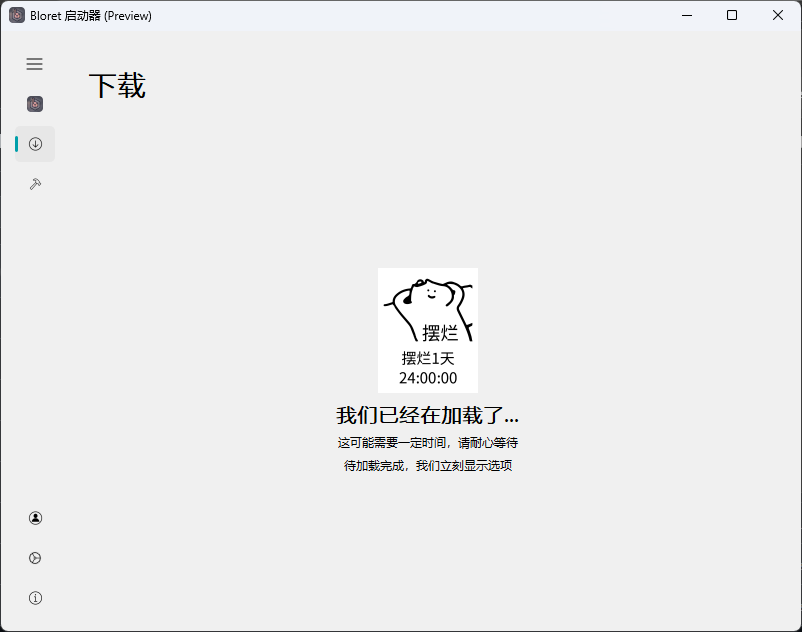 Bloret 启动器 (Preview)
下载
摆烂
摆烂1天
24:00:00
我们已经在加载了...
这可能需要一定时间，请耐心等待
待加载完成，我们立刻显示选项